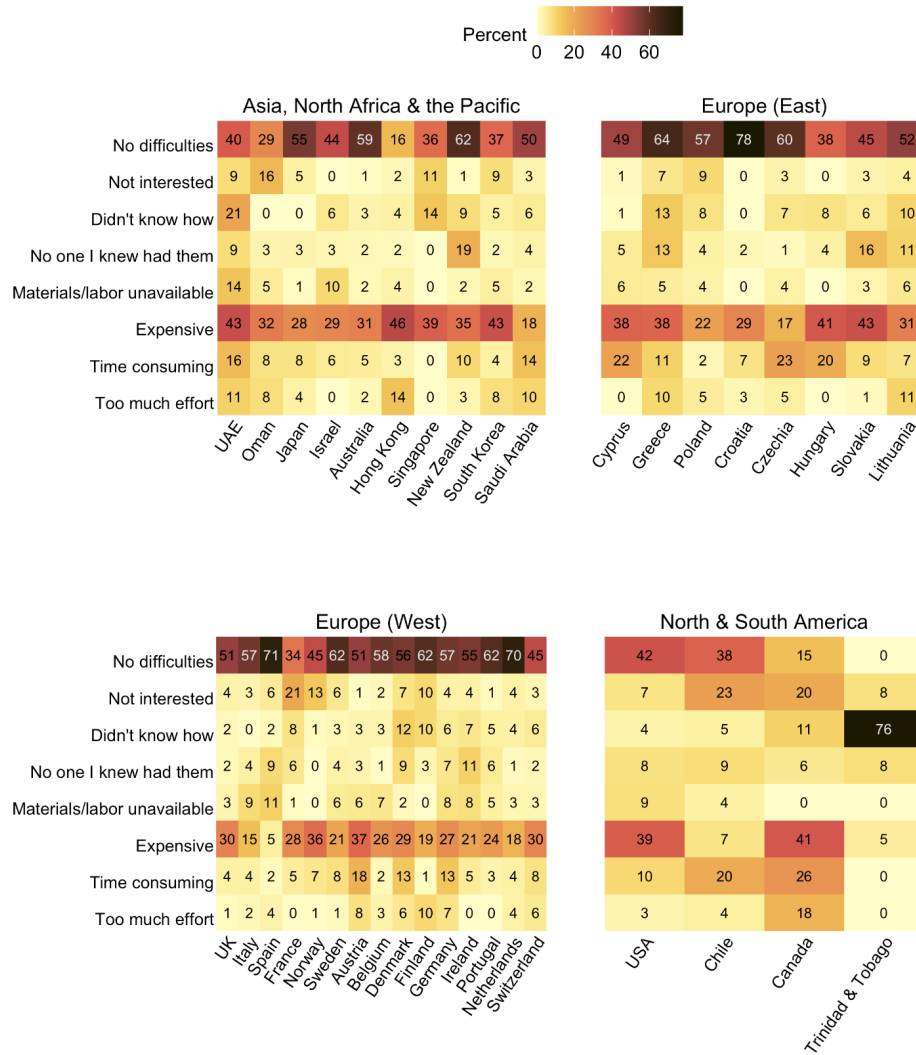 Percent
0 20 40 60
Asia, North Africa & the Pacific
No difficulties 40 29 55 44 59 16 36 62 37 50
Not interested 9 16 5 0 1 2 11 1 9 3
Didn't know how 21 0 0 6 3 4 14 9 5 6
No one I knew had them 9 3 3 3 2 2 0 19 2 4
Materials/labor unavailable 14 5 1 10 2 4 0 2 5 2
Expensive 43 32 28 29 31 46 39 35 43 18
Time consuming 16 8 8 6 5 3 0 10 4 14
Too much effort 11 8 4 0 2 14 0 3 8 10
UAE
Oman
Japan
Israel
Australia
Hong Kong
Singapore
New Zealand
South Korea
Saudi Arabia
Europe (East)
49 64 57 78 60 38 45 52
1 7 9 0 3 0 3 4
1 13 8 0 7 8 6 10
5 13 4 2 1 4 16 11
6 5 4 0 4 0 3 6
38 38 22 29 17 41 43 31
22 11 2 7 23 20 9 7
0 10 5 3 5 0 1 11
Cyprus
Greece
Poland
Croatia
Czechia
Hungary
Slovakia
Lithuania
Europe (West)
No difficulties 51 57 71 34 45 62 51 58 56 62 57 55 62 70 45
Not interested 4 3 6 21 13 6 1 2 7 10 4 4 1 4 3
Didn't know how 2 0 2 8 1 3 3 3 12 10 6 7 5 4 6
No one I knew had them 2 4 9 6 0 4 3 1 9 3 7 11 6 1 2
Materials/labor unavailable 3 9 11 1 0 6 6 7 2 0 8 8 5 3 3
Expensive 30 15 5 28 36 21 37 26 29 19 27 21 24 18 30
Time consuming 4 4 2 5 7 8 18 2 13 1 13 5 3 4 8
Too much effort 1 2 4 0 1 1 8 3 6 10 7 0 0 4 6
UK
Italy
Spain
France
Norway
Sweden
Austria
Belgium
Denmark
Finland
Germany
Ireland
Portugal
Netherlands
Switzerland
North & South America
42 38 15 0
7 23 20 8
4 5 11 76
8 9 6 8
9 4 0 0
39 7 41 5
10 20 26 0
3 4 18 0
USA
Chile
Canada
Trinidad & Tobago